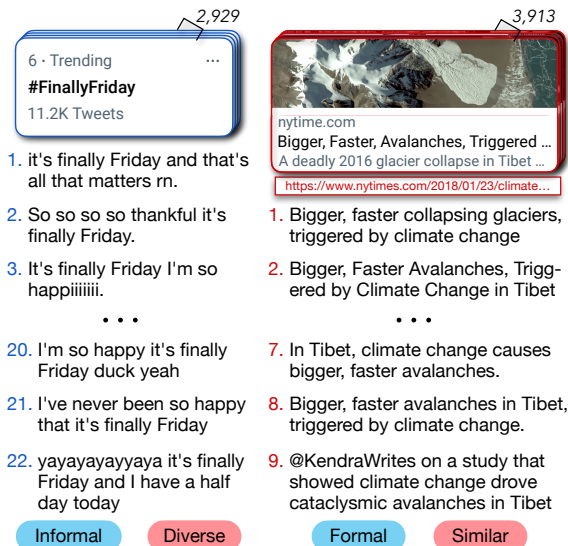 2,929
6 · Trending ...
#FinallyFriday
11.2K Tweets
1. it's finally Friday and that's
all that matters rn.
2. So so so so thankful it's
finally Friday.
3. It's finally Friday I'm so
happiiiiiii.
• • •
20. I'm so happy it's finally
Friday duck yeah
21. I've never been so happy
that it's finally Friday
22. yayayayayyaya it's finally
Friday and I have a half
day today
Informal Diverse
3,913
nytime.com
Bigger, Faster, Avalanches, Triggered ...
A deadly 2016 glacier collapse in Tibet ...
https://www.nytimes.com/2018/01/23/climate...
1. Bigger, faster collapsing glaciers,
triggered by climate change
2. Bigger, Faster Avalanches, Trigg-
ered by Climate Change in Tibet
• • •
7. In Tibet, climate change causes
bigger, faster avalanches.
8. Bigger, faster avalanches in Tibet,
triggered by climate change.
9. @KendraWrites on a study that
showed climate change drove
cataclysmic avalanches in Tibet
Formal Similar